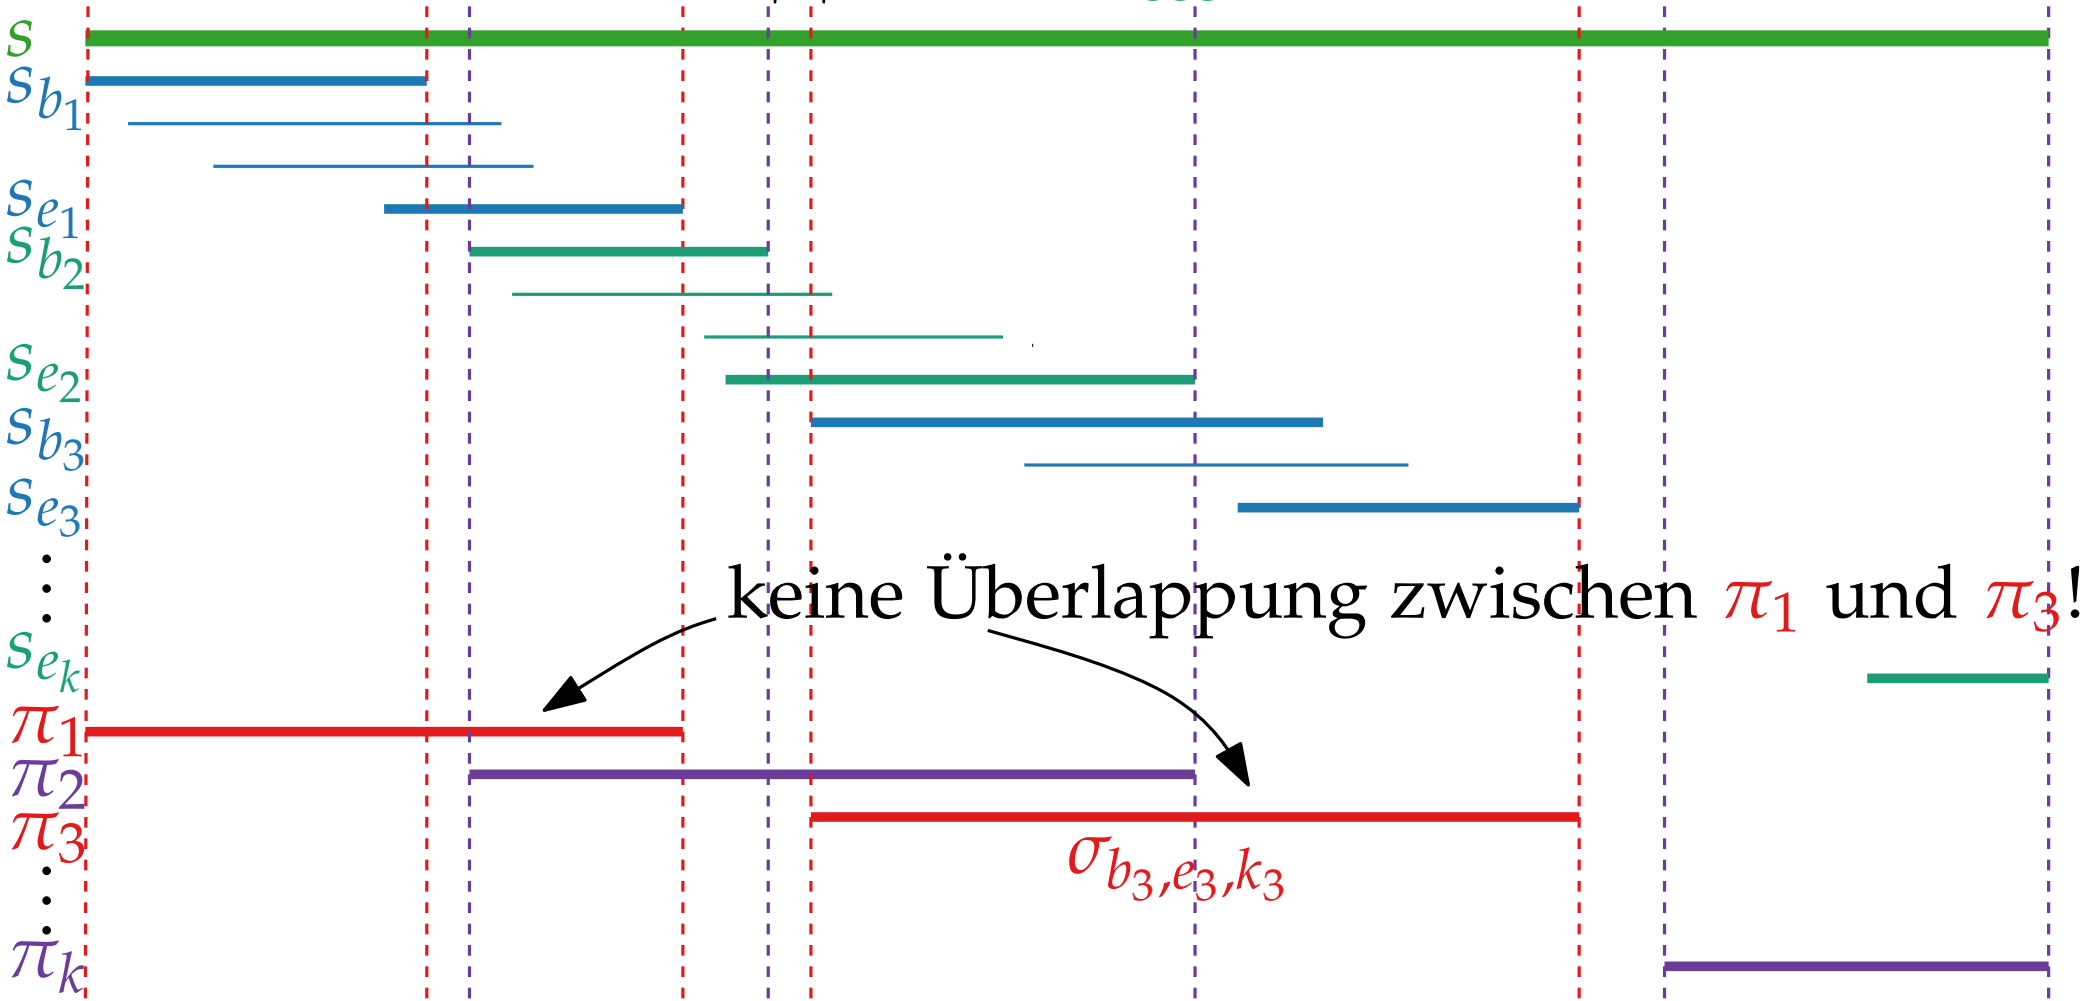 s
s_{b_1}
s_{e_1}
s_{b_2}
s_{e_2}
s_{b_3}
s_{e_3}
⋮
keine Überlappung zwischen π_1 und π_3!
s_{e_k}
π_1
π_2
π_3
σ_{b_3,e_3,k_3}
⋮
π_k